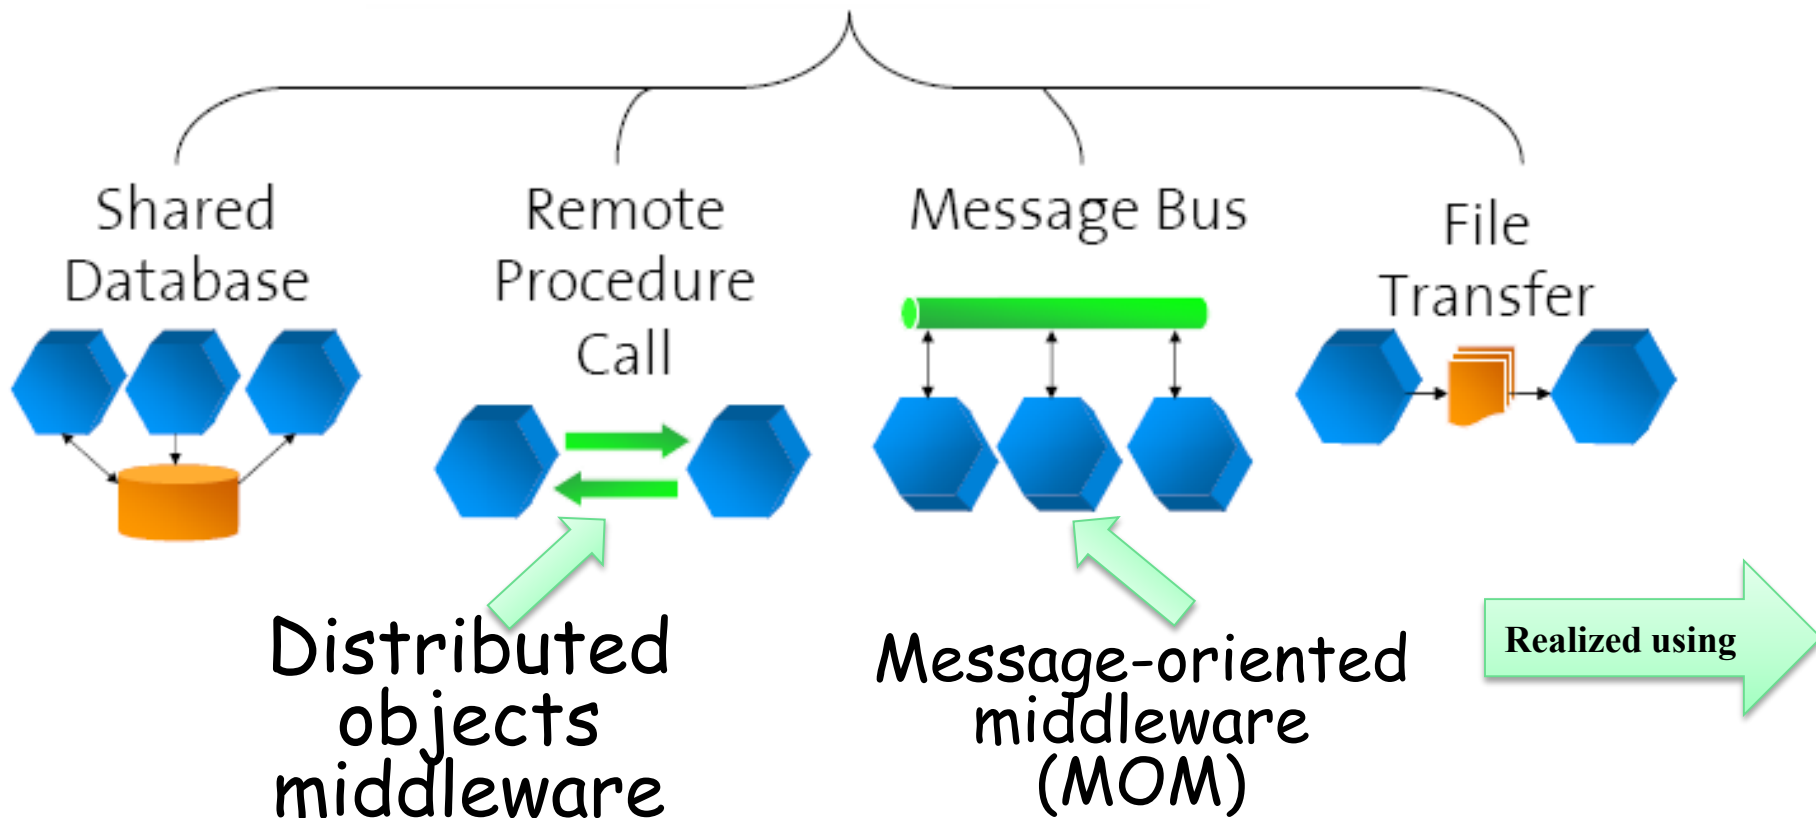 Shared
Database
Remote
Procedure
Call
Message Bus
File
Transfer
Distributed
objects
middleware
Message-oriented
middleware
(MOM)
Realized using